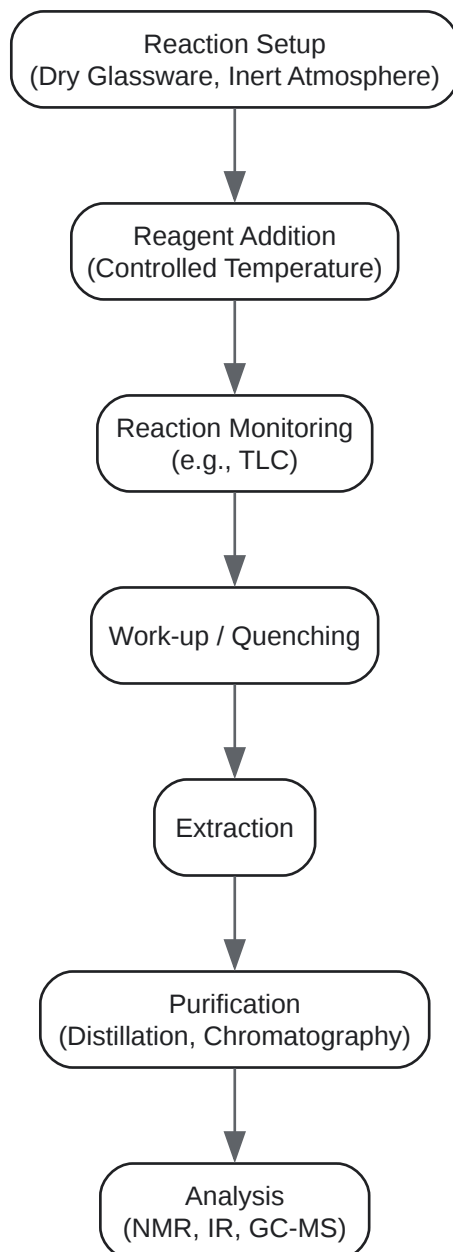 Reaction Setup
(Dry Glassware, Inert Atmosphere)
Reagent Addition
(Controlled Temperature)
Reaction Monitoring
(e.g., TLC)
Work-up / Quenching
Extraction
Purification
(Distillation, Chromatography)
Analysis
(NMR, IR, GC-MS)